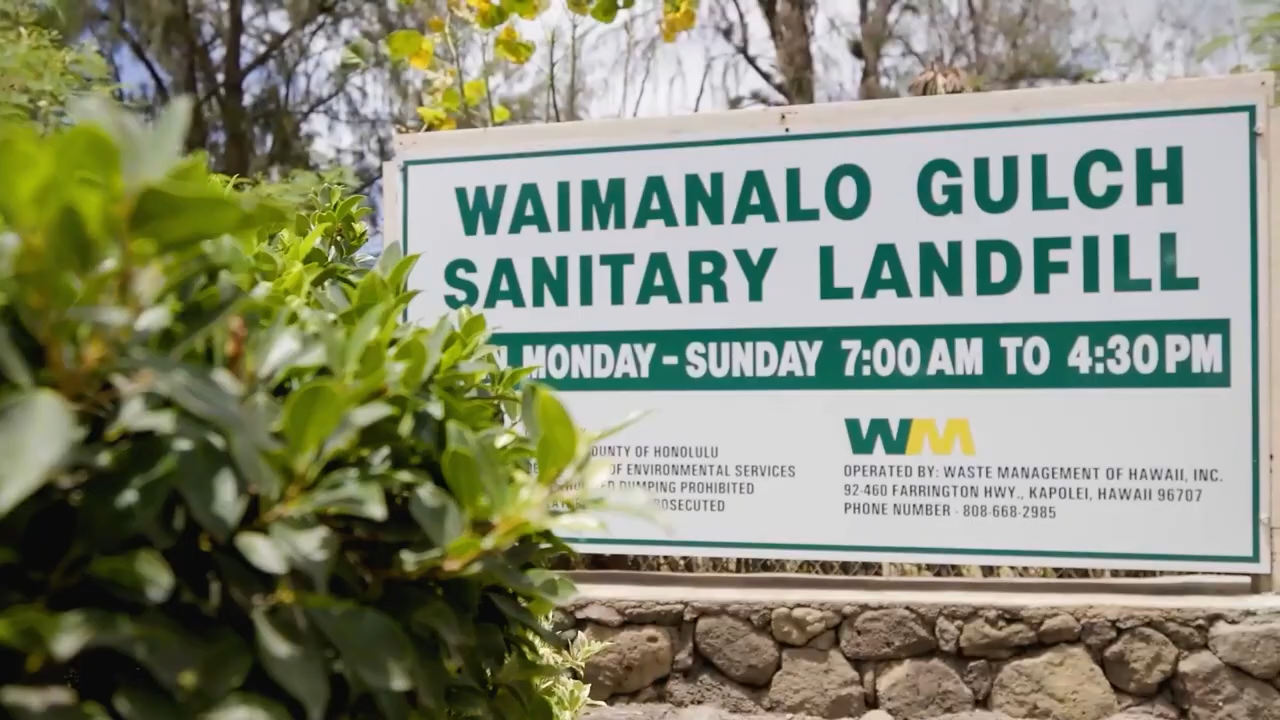 WAIMANALO GULCH
SANITARY LANDFILL
MONDAY - SUNDAY 7:00 AM TO 4:30 PM
OF HONOLULU
OF ENVIRONMENTAL SERVICES
DUMPING PROHIBITED
WM
OPERATED BY: WASTE MANAGEMENT OF HAWAII, INC.
92-460 FARRINGTON HWY., KAPOLEI, HAWAII 96707
PHONE NUMBER - 808-668-2985